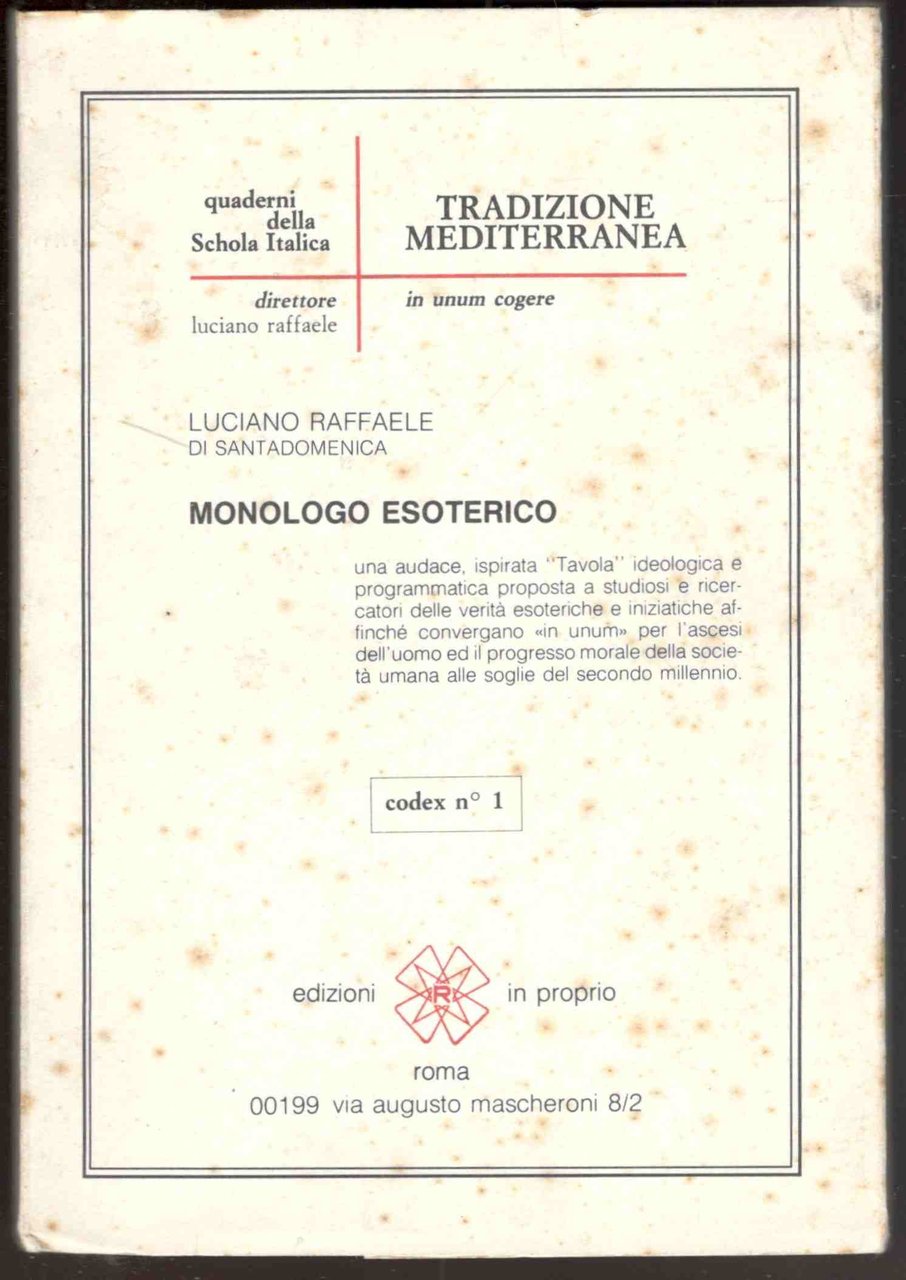 quaderni
della
Schola Italica
TRADIZIONE
MEDITERRANEA
direttore
luciano raffaele
in unum cogere
LUCIANO RAFFAELE
DI SANTADOMENICA
MONOLOGO ESOTERICO
una audace, ispirata "Tavola" ideologica e
programmatica proposta a studiosi e ricer-
catori delle verità esoteriche e iniziatiche af-
finché convergano «in unum» per l'ascesi
dell'uomo ed il progresso morale della socie-
tà umana alle soglie del secondo millennio.
codex n° 1
edizioni R in proprio
roma
00199 via augusto mascheroni 8/2